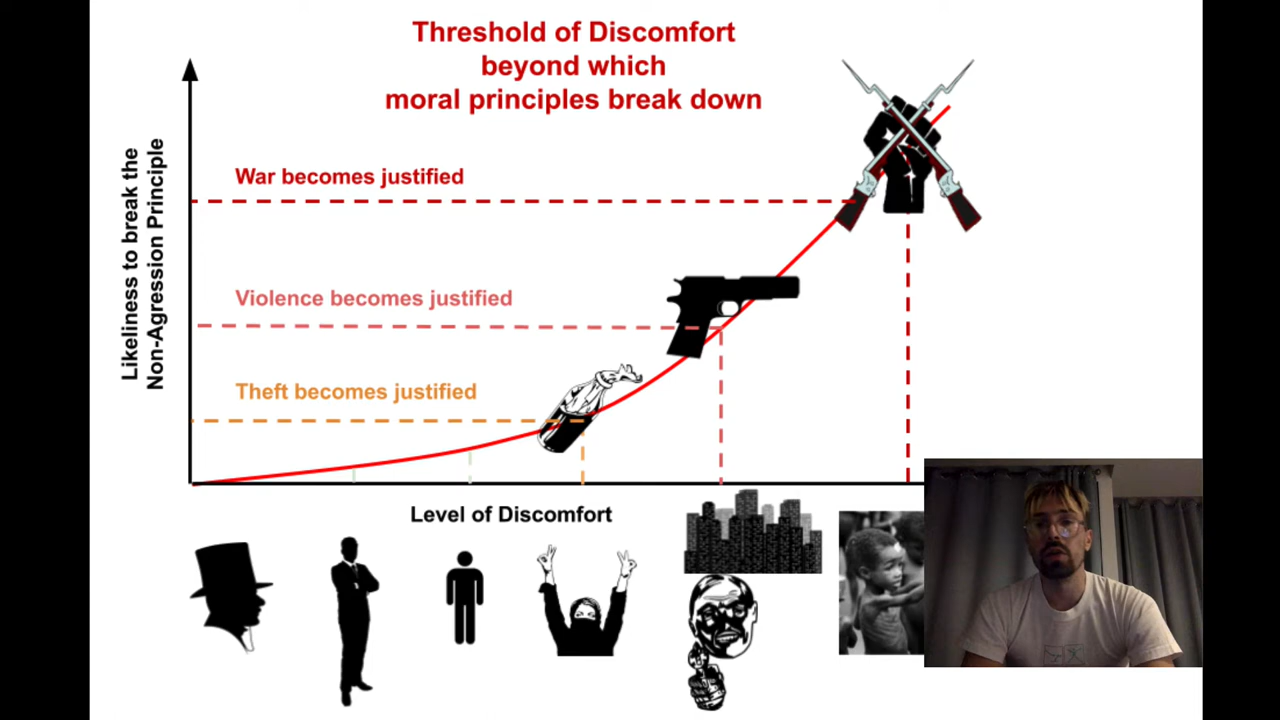 Threshold of Discomfort
beyond which
moral principles break down
Likeliness to break the
Non-Agression Principle
War becomes justified
Violence becomes justified
Theft becomes justified
Level of Discomfort